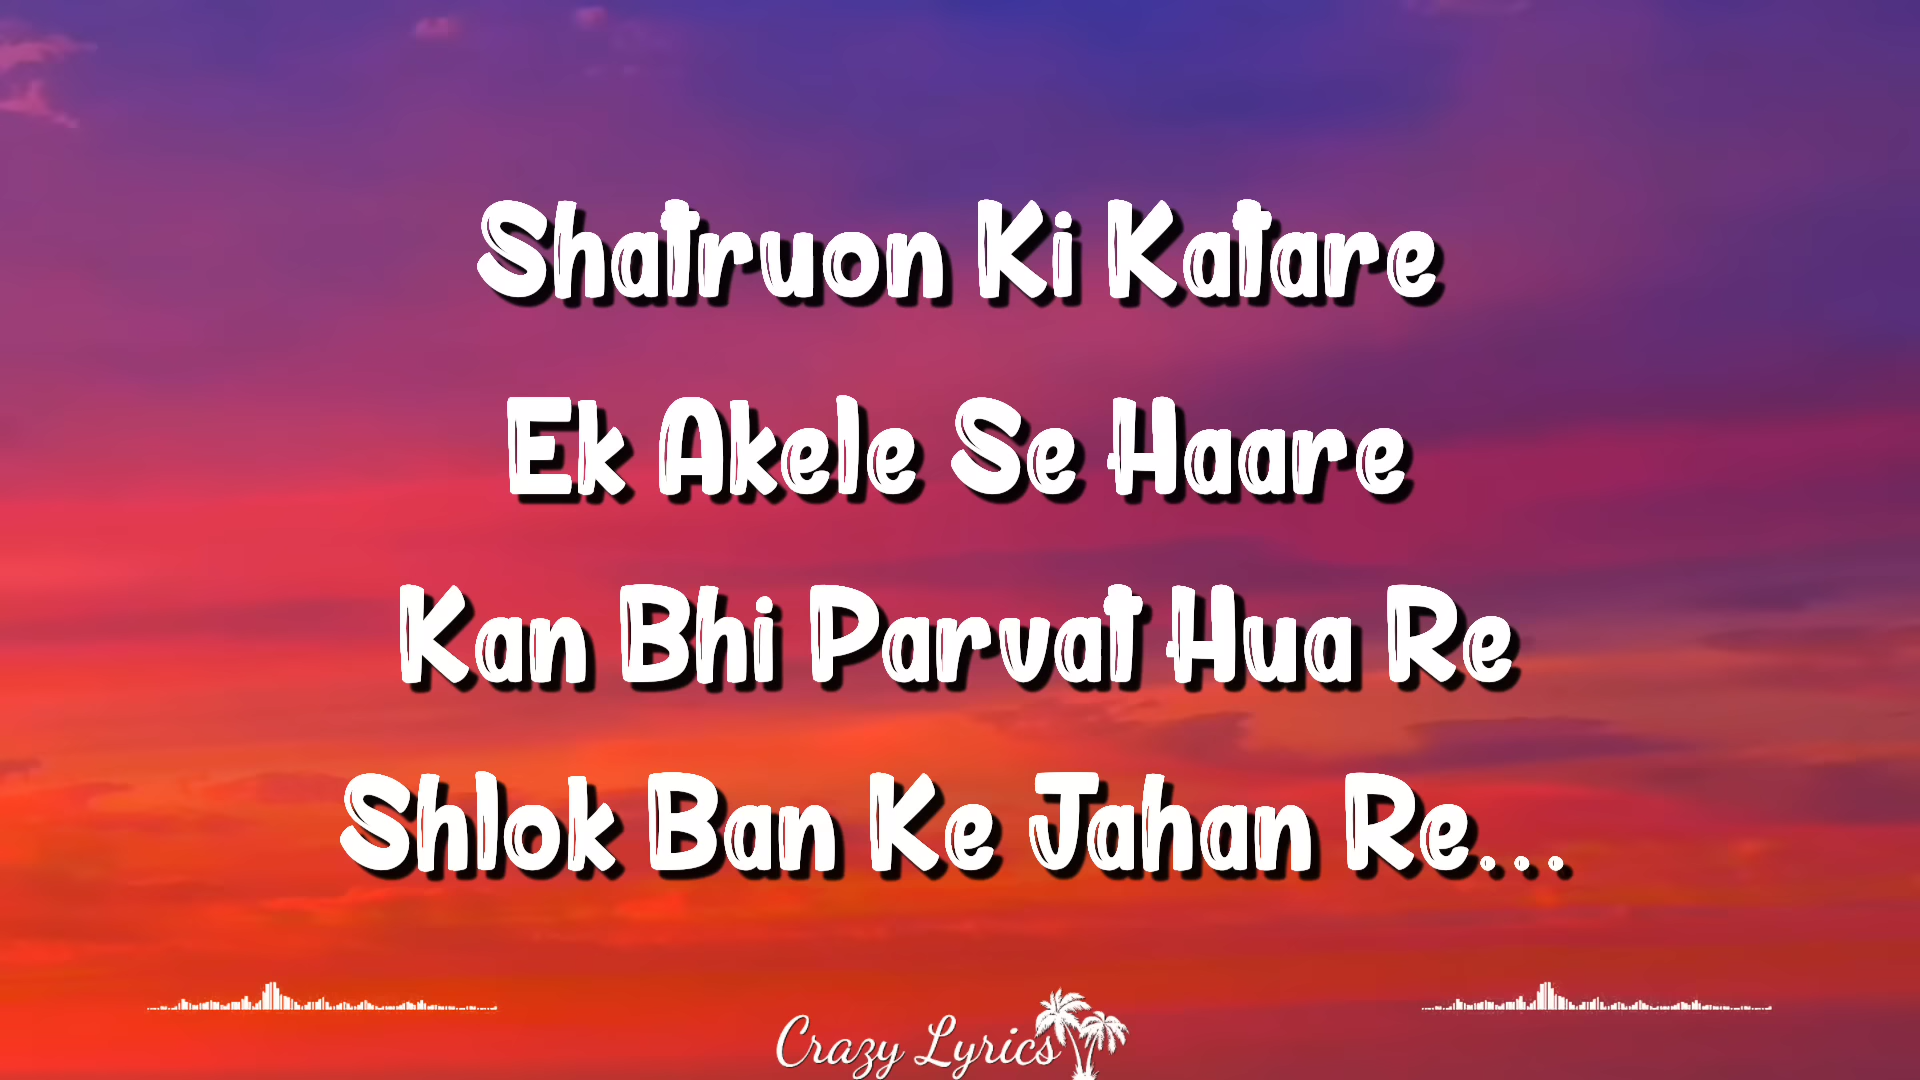 Shatruon Ki Katare
Ek Akele Se Haare
Kan Bhi Parvat Hua Re
Shlok Ban Ke Jahan Re...
Crazy Lyrics